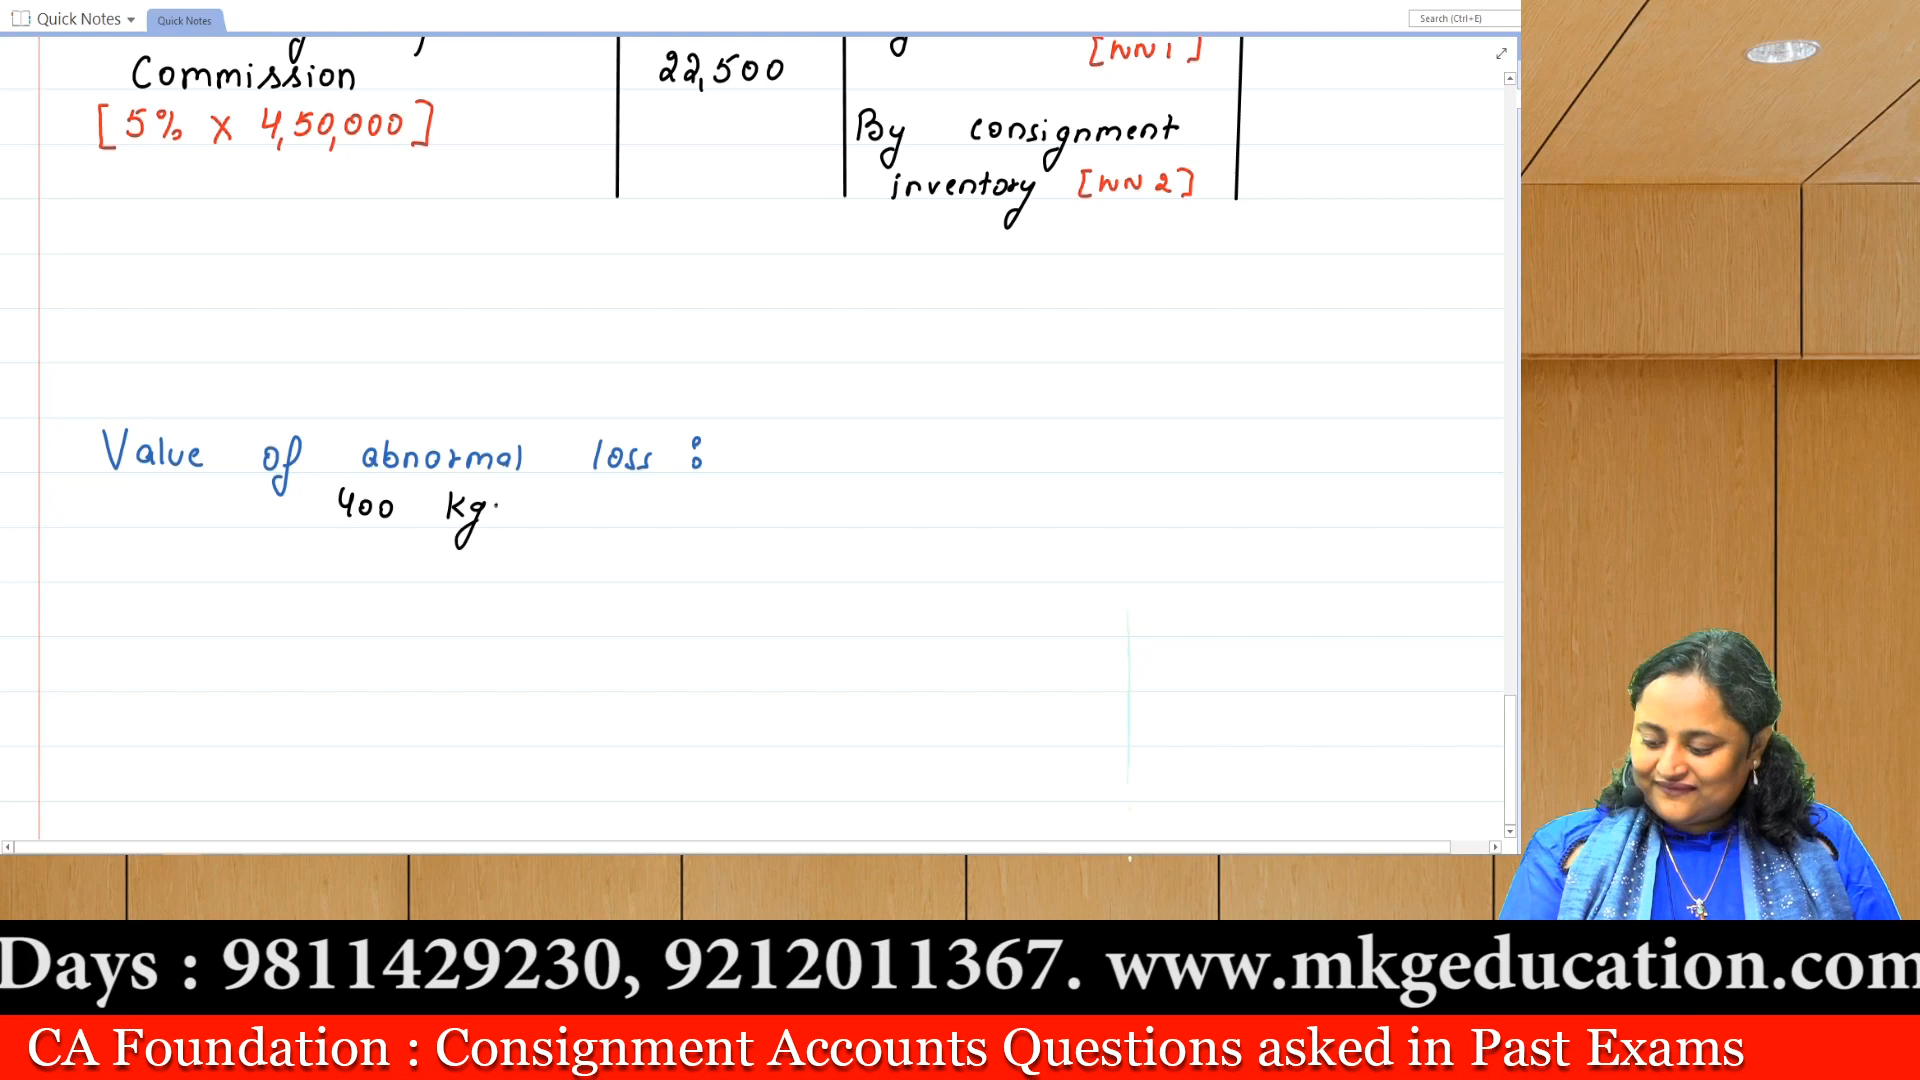 Quick Notes
Quick Notes
Search (Ctrl+E)
Commission 22,500
[5% x 4,50,000]
[WN 1]
By consignment
inventory [WN 2]
Value of abnormal loss :
400 kg.
Days : 9811429230, 9212011367. www.mkgeducation.com
CA Foundation : Consignment Accounts Questions asked in Past Exams